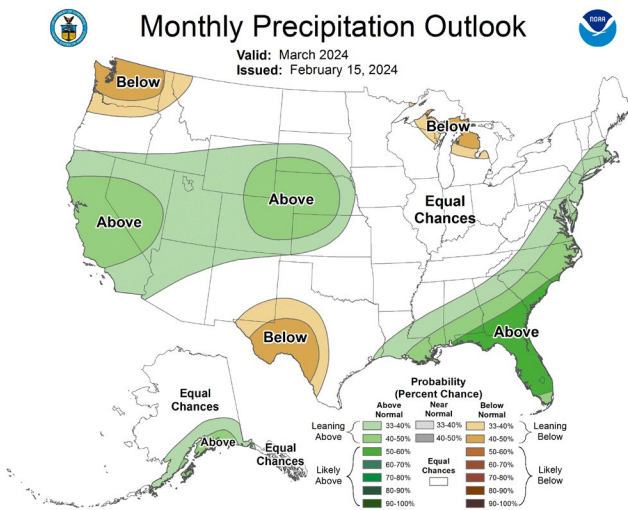 Monthly Precipitation Outlook
NOAA
Valid: March 2024
Issued: February 15, 2024
Below
Below
Above
Above
Equal
Chances
Below
Above
Equal
Chances
Above
Equal
Chances
Probability
(Percent Chance)
Above
Normal
Near
Normal
Below
Normal
Leaning
Above
33-40%
40-50%
33-40%
40-50%
33-40%
40-50%
Leaning
Below
Likely
Above
50-60%
60-70%
70-80%
80-90%
90-100%
Equal
Chances
50-60%
60-70%
70-80%
80-90%
90-100%
Likely
Below